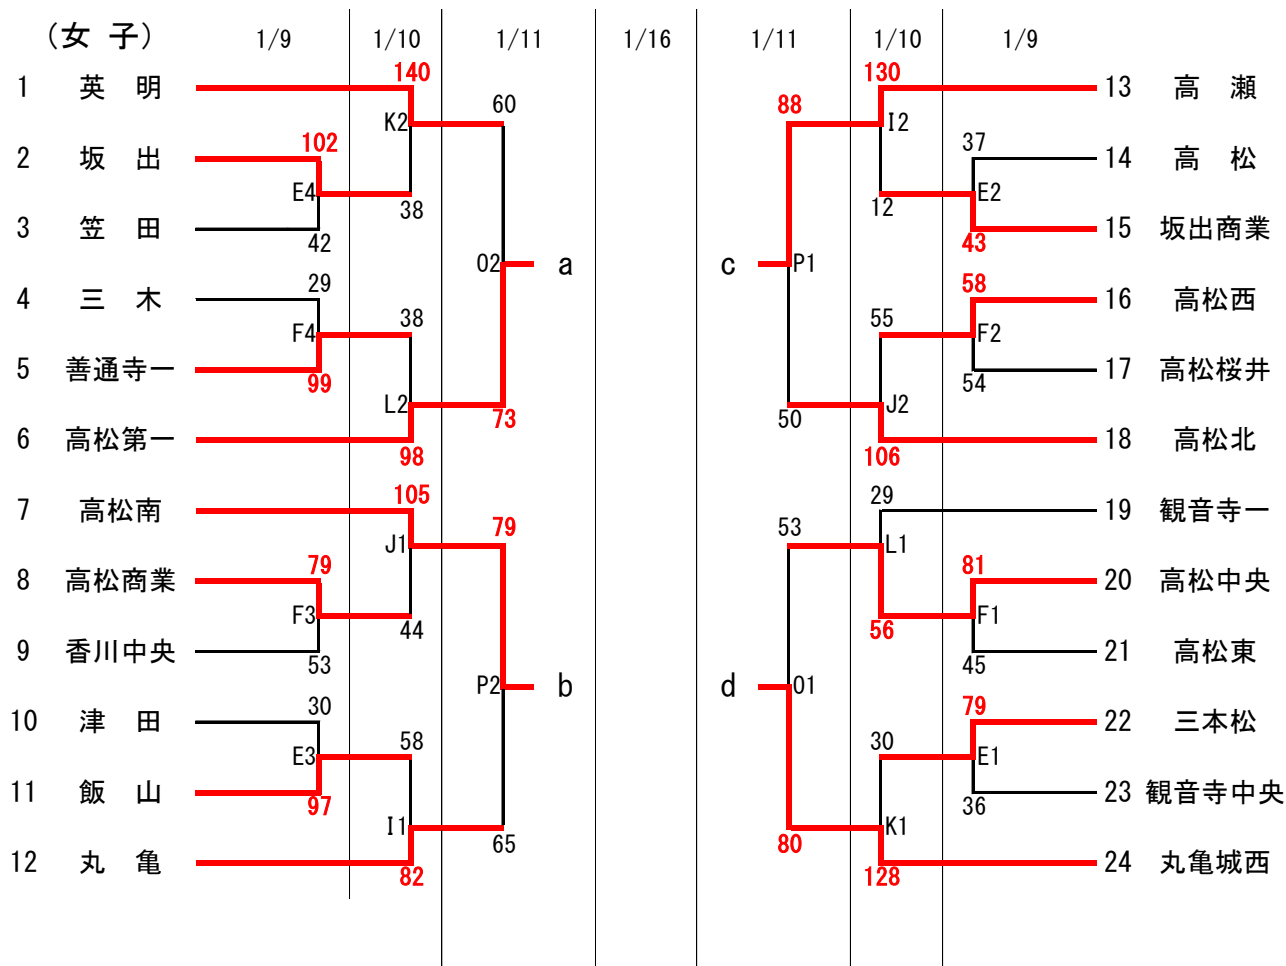 （女 子）
1/9 1/10 1/11 1/16 1/11 1/10 1/9
140 130
1 英 明 13 高 瀬
60 88
K2 I2
102 37
2 坂 出 14 高 松
E4 E2
38 12
3 笠 田 15 坂出商業
42 43
O2 a c P1
29 58
4 三 木 16 高松西
38 55
F4 F2
5 善通寺一 17 高松桜井
99 54
L2 J2
73 50
6 高松第一 18 高松北
98 106
105 29
7 高松南 19 観音寺一
79 53
J1 L1
79 81
8 高松商業 20 高松中央
F3 F1
44 56
9 香川中央 21 高松東
53 45
P2 b d O1
30 79
10 津 田 22 三本松
58 30
E3 E1
11 飯 山 23 観音寺中央
97 36
I1 K1
65 80
12 丸 亀 24 丸亀城西
82 128